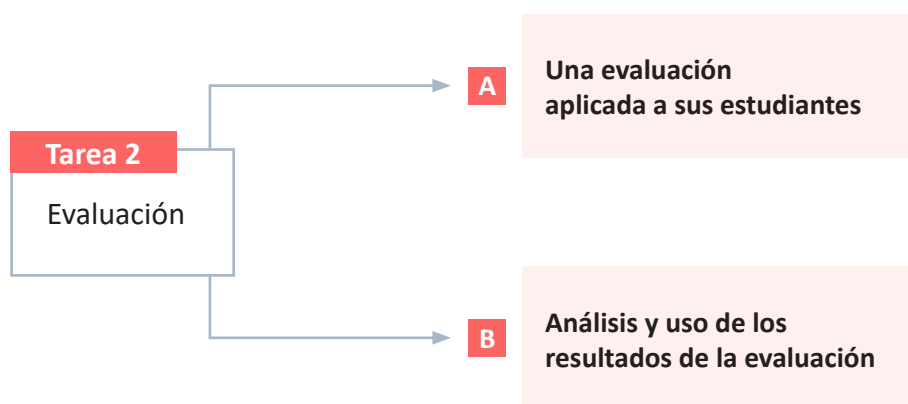 Tarea 2
Evaluación
A
Una evaluación
aplicada a sus estudiantes
B
Análisis y uso de los
resultados de la evaluación